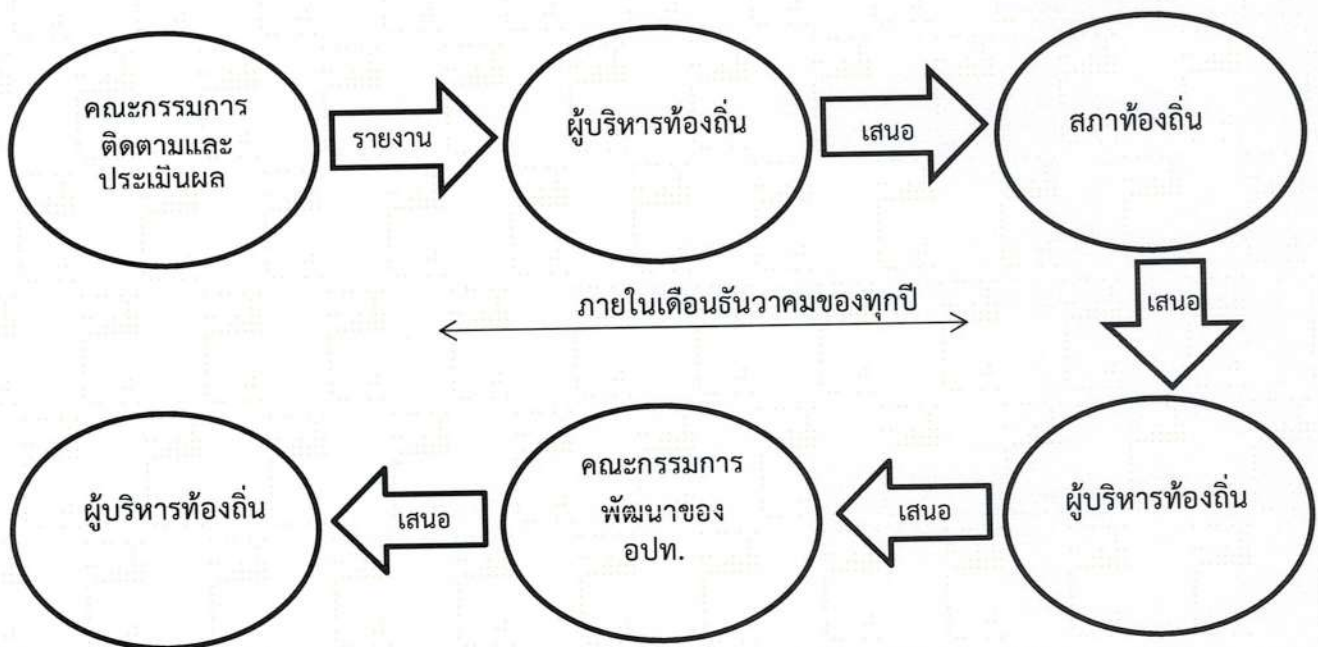 คณะกรรมการ
ติดตามและ
ประเมินผล
รายงาน
ผู้บริหารท้องถิ่น
เสนอ
สภาท้องถิ่น
เสนอ
ภายในเดือนธันวาคมของทุกปี
ผู้บริหารท้องถิ่น
เสนอ
คณะกรรมการ
พัฒนาของ
อปท.
เสนอ
ผู้บริหารท้องถิ่น